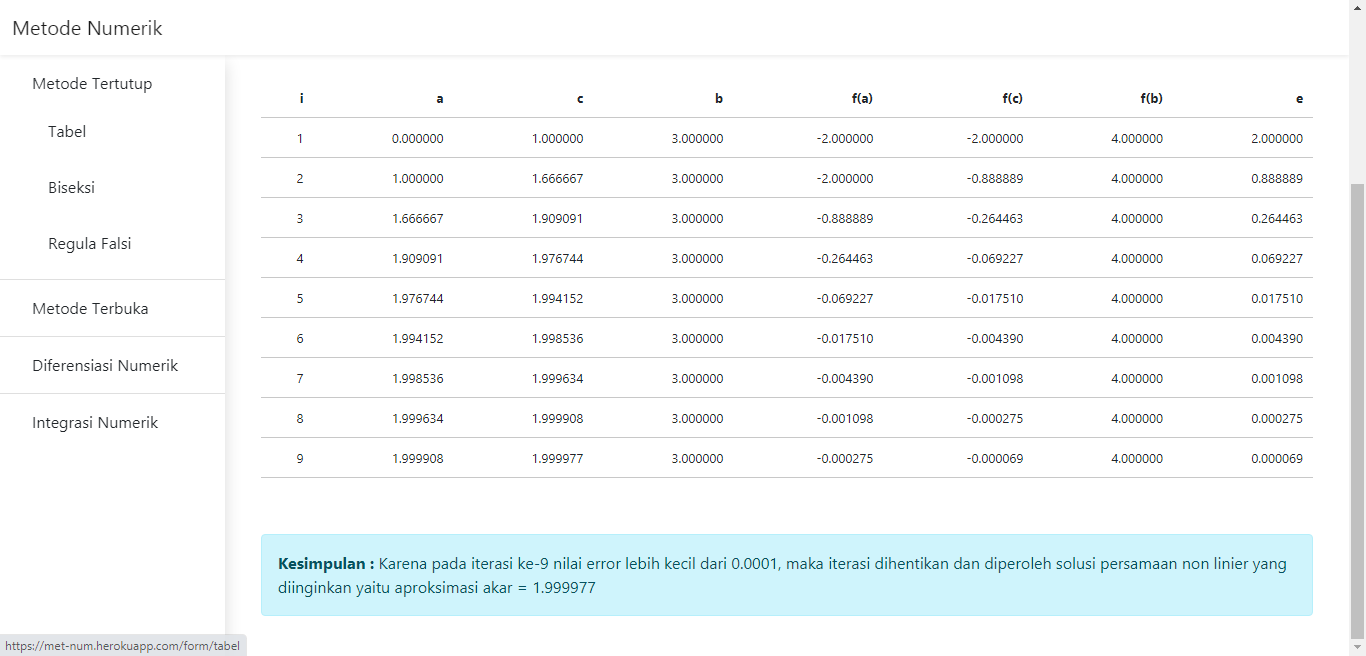 Metode Numerik
Metode Tertutup
Tabel
Biseksi
Regula Falsi
Metode Terbuka
Diferensiasi Numerik
Integrasi Numerik
i a c b f(a) f(c) f(b) e
1 0.000000 1.000000 3.000000 -2.000000 -2.000000 4.000000 2.000000
2 1.000000 1.666667 3.000000 -2.000000 -0.888889 4.000000 0.888889
3 1.666667 1.909091 3.000000 -0.888889 -0.264463 4.000000 0.264463
4 1.909091 1.976744 3.000000 -0.264463 -0.069227 4.000000 0.069227
5 1.976744 1.994152 3.000000 -0.069227 -0.017510 4.000000 0.017510
6 1.994152 1.998536 3.000000 -0.017510 -0.004390 4.000000 0.004390
7 1.998536 1.999634 3.000000 -0.004390 -0.001098 4.000000 0.001098
8 1.999634 1.999908 3.000000 -0.001098 -0.000275 4.000000 0.000275
9 1.999908 1.999977 3.000000 -0.000275 -0.000069 4.000000 0.000069
Kesimpulan : Karena pada iterasi ke-9 nilai error lebih kecil dari 0.0001, maka iterasi dihentikan dan diperoleh solusi persamaan non linier yang
diinginkan yaitu aproksimasi akar = 1.999977
https://met-num.herokuapp.com/form/tabel